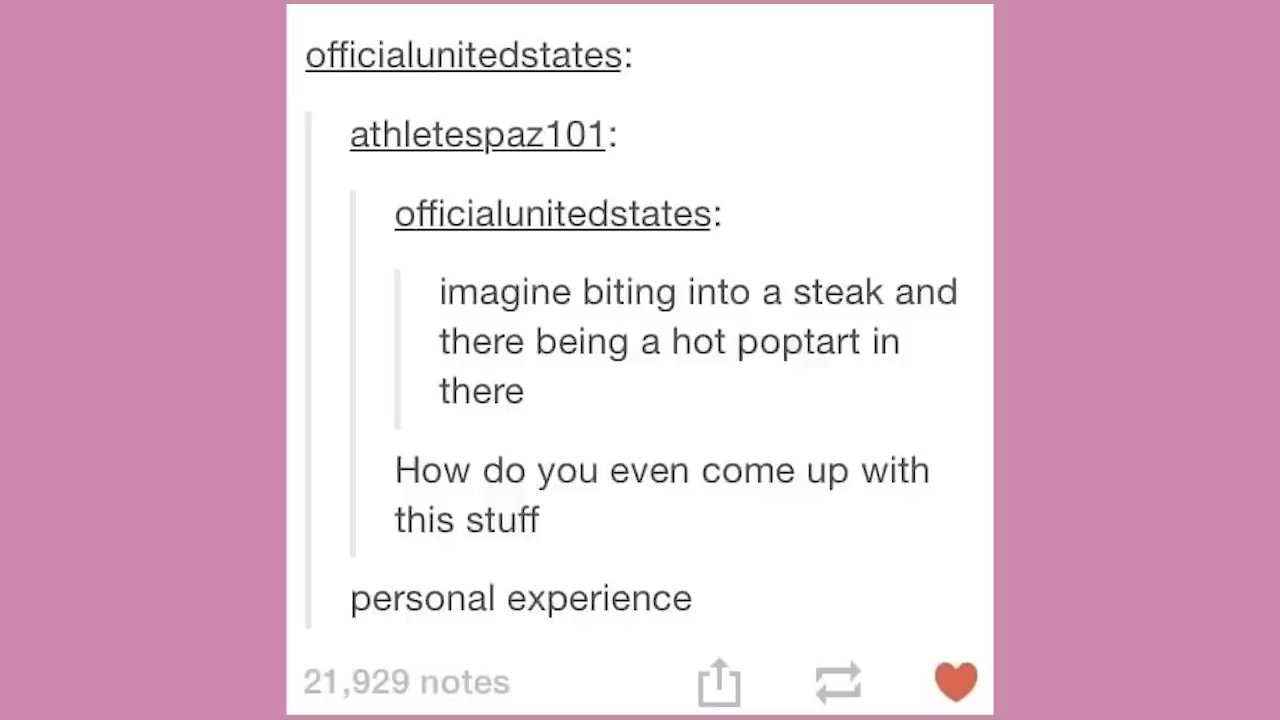 officialunitedstates:
athletespaz101:
officialunitedstates:
imagine biting into a steak and
there being a hot poptart in
there
How do you even come up with
this stuff
personal experience
21,929 notes